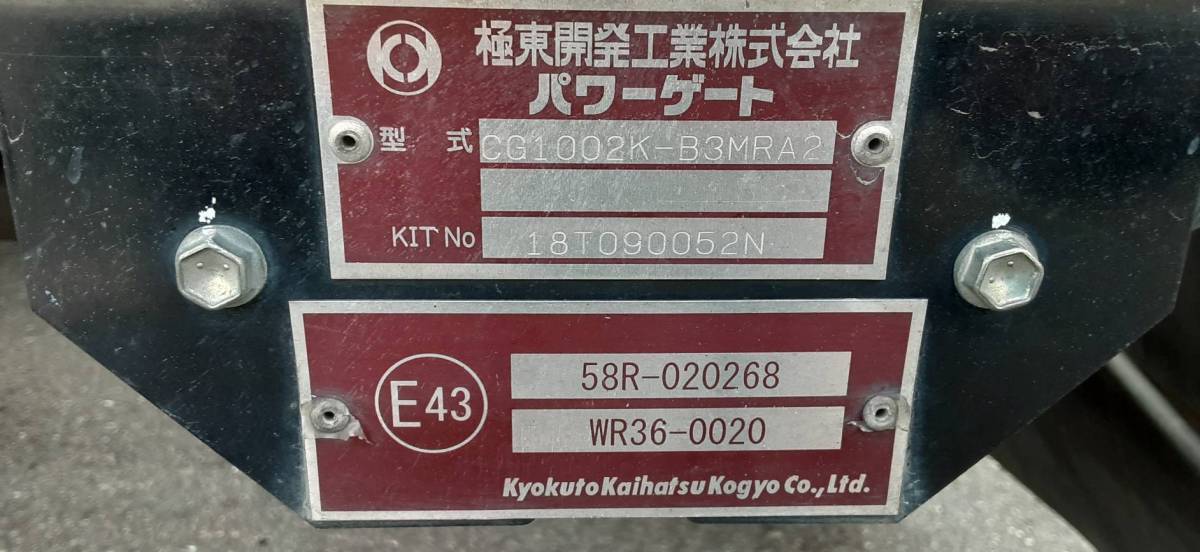 極東開発工業株式会社
パワーゲート
型 式 CG1002K-B3MRA2
KIT No 18T090052N
E43 58R-020268
WR36-0020
Kyokuto Kaihatsu Kogyo Co., Ltd.